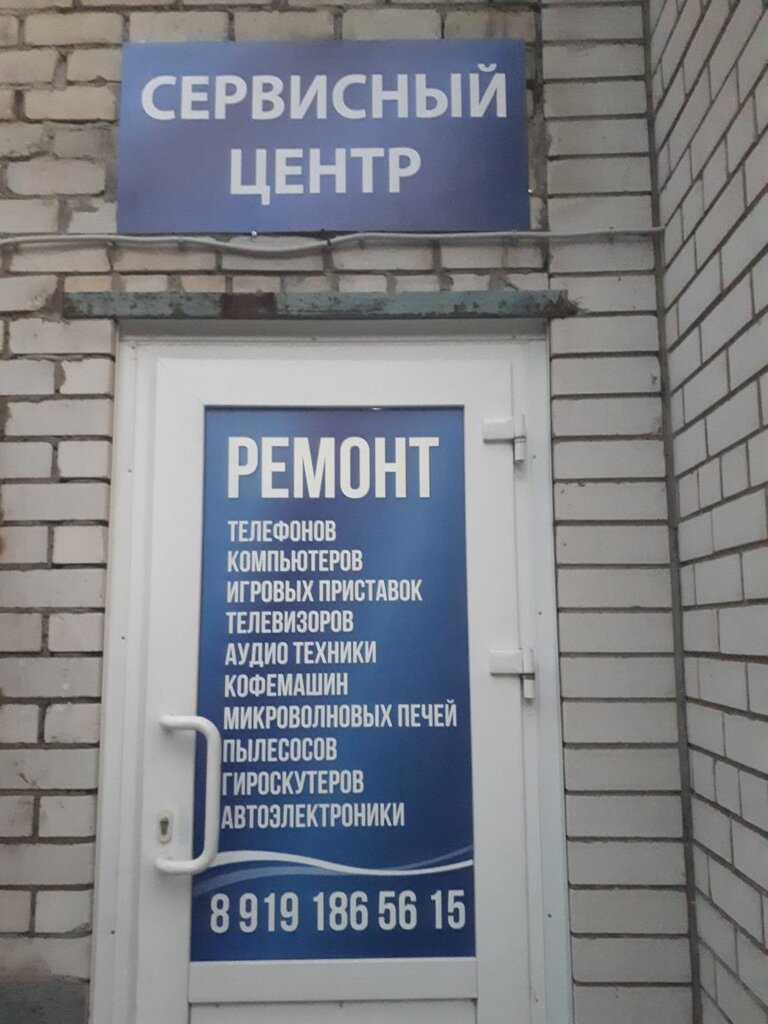 СЕРВИСНЫЙ
ЦЕНТР
РЕМОНТ
ТЕЛЕФОНОВ
КОМПЬЮТЕРОВ
ИГРОВЫХ ПРИСТАВОК
ТЕЛЕВИЗОРОВ
АУДИО ТЕХНИКИ
КОФЕМАШИН
МИКРОВОЛНОВЫХ ПЕЧЕЙ
ПЫЛЕСОСОВ
ГИРОСКУТЕРОВ
АВТОЭЛЕКТРОНИКИ
8 919 186 56 15